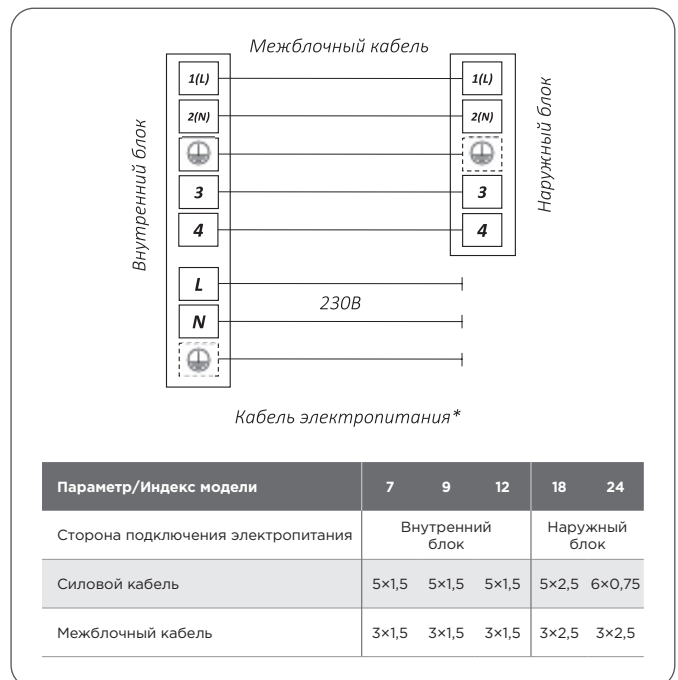 Межблочный кабель
Внутренний блок
Наружный блок
1(L) 1(L)
2(N) 2(N)
3 3
4 4
L
230В
N
Кабель электропитания*
Параметр/Индекс модели 7 9 12 18 24
Сторона подключения электропитания Внутренний блок Наружный блок
Силовой кабель 5×1,5 5×1,5 5×1,5 5×2,5 6×0,75
Межблочный кабель 3×1,5 3×1,5 3×1,5 3×2,5 3×2,5